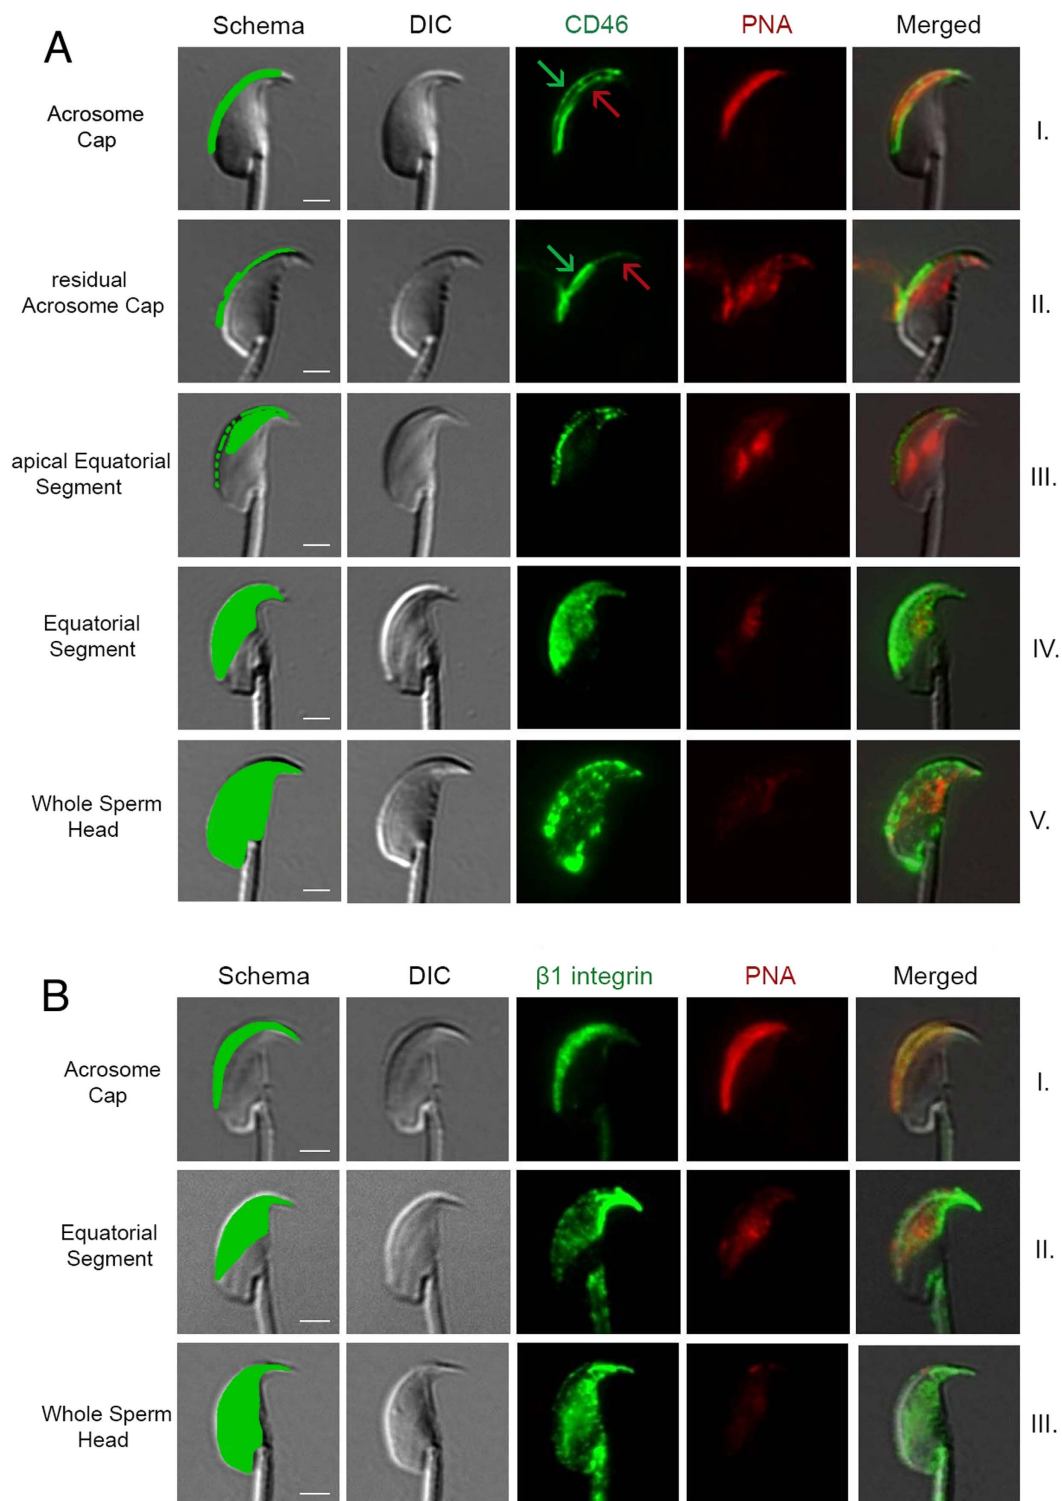 A
Schema DIC CD46 PNA Merged
Acrosome
Cap
I.
residual
Acrosome Cap
II.
apical Equatorial
Segment
III.
Equatorial
Segment
IV.
Whole Sperm
Head
V.
B
Schema DIC β1 integrin PNA Merged
Acrosome
Cap
I.
Equatorial
Segment
II.
Whole Sperm
Head
III.